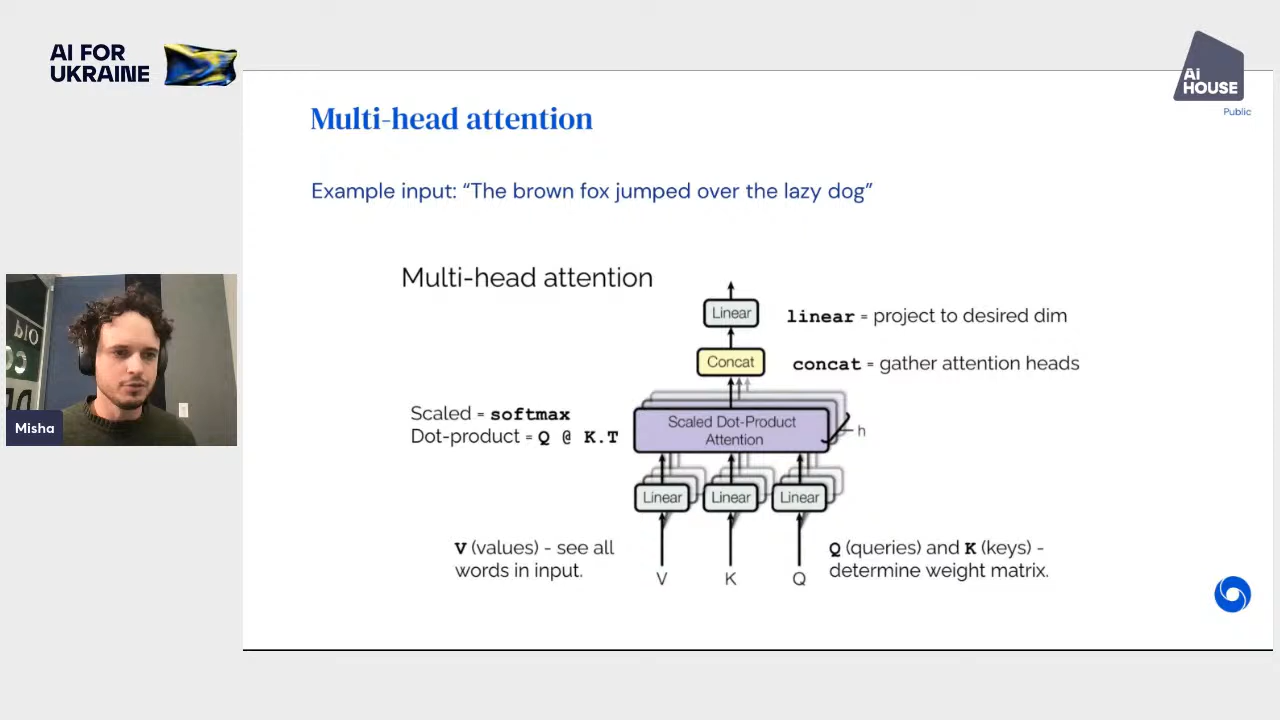 AI FOR
UKRAINE
Ai
HOUSE
Public
Multi-head attention
Example input: “The brown fox jumped over the lazy dog”
Multi-head attention
Linear
linear = project to desired dim
Concat
concat = gather attention heads
Scaled = softmax
Dot-product = Q @ K.T
Scaled Dot-Product
Attention
h
Linear
Linear
Linear
V (values) - see all
words in input.
Q (queries) and K (keys) -
determine weight matrix.
V
K
Q
Old
Misha